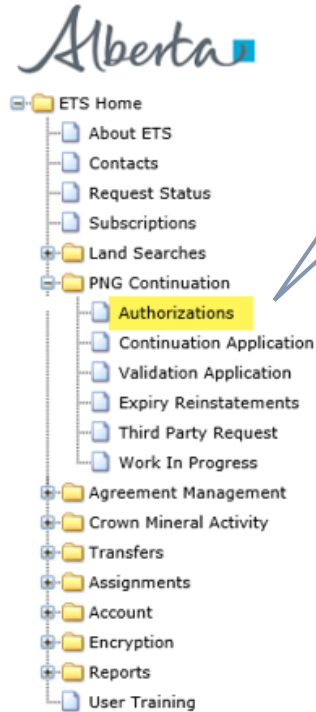 Alberta
ETS Home
About ETS
Contacts
Request Status
Subscriptions
Land Searches
PNG Continuation
Authorizations
Continuation Application
Validation Application
Expiry Reinstatements
Third Party Request
Work In Progress
Agreement Management
Crown Mineral Activity
Transfers
Assignments
Account
Encryption
Reports
User Training